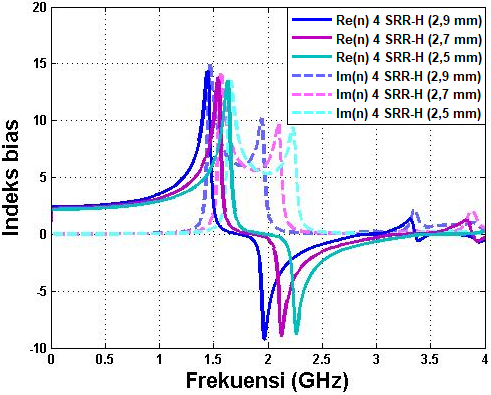 20
15
10
5
0
-5
-10
Indeks bias
Re(n) 4 SRR-H (2,9 mm)
Re(n) 4 SRR-H (2,7 mm)
Re(n) 4 SRR-H (2,5 mm)
Im(n) 4 SRR-H (2,9 mm)
Im(n) 4 SRR-H (2,7 mm)
Im(n) 4 SRR-H (2,5 mm)
0 0.5 1 1.5 2 2.5 3 3.5 4
Frekuensi (GHz)